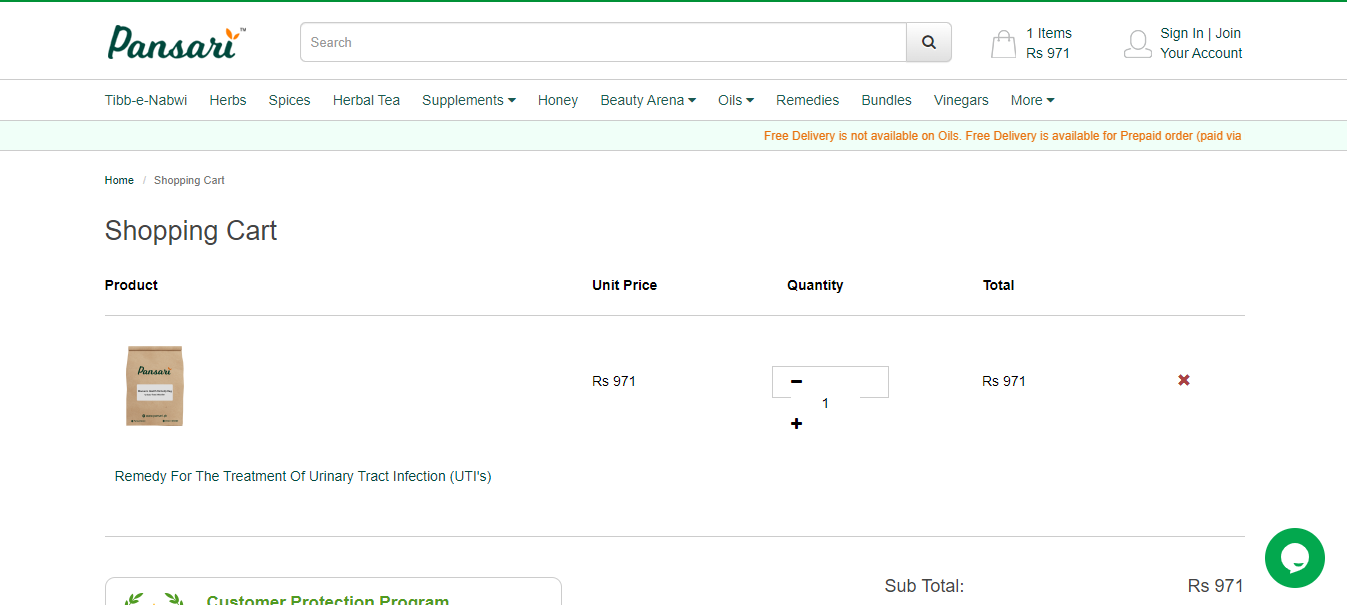 Pansari™
Search
1 Items
Rs 971
Sign In | Join
Your Account
Tibb-e-Nabwi Herbs Spices Herbal Tea Supplements Honey Beauty Arena Oils Remedies Bundles Vinegars More
Free Delivery is not available on Oils. Free Delivery is available for Prepaid order (paid via
Home / Shopping Cart
Shopping Cart
Product Unit Price Quantity Total
Pansari
Rs 971
1
Rs 971
Remedy For The Treatment Of Urinary Tract Infection (UTI's)
Customer Protection Program
Sub Total: Rs 971